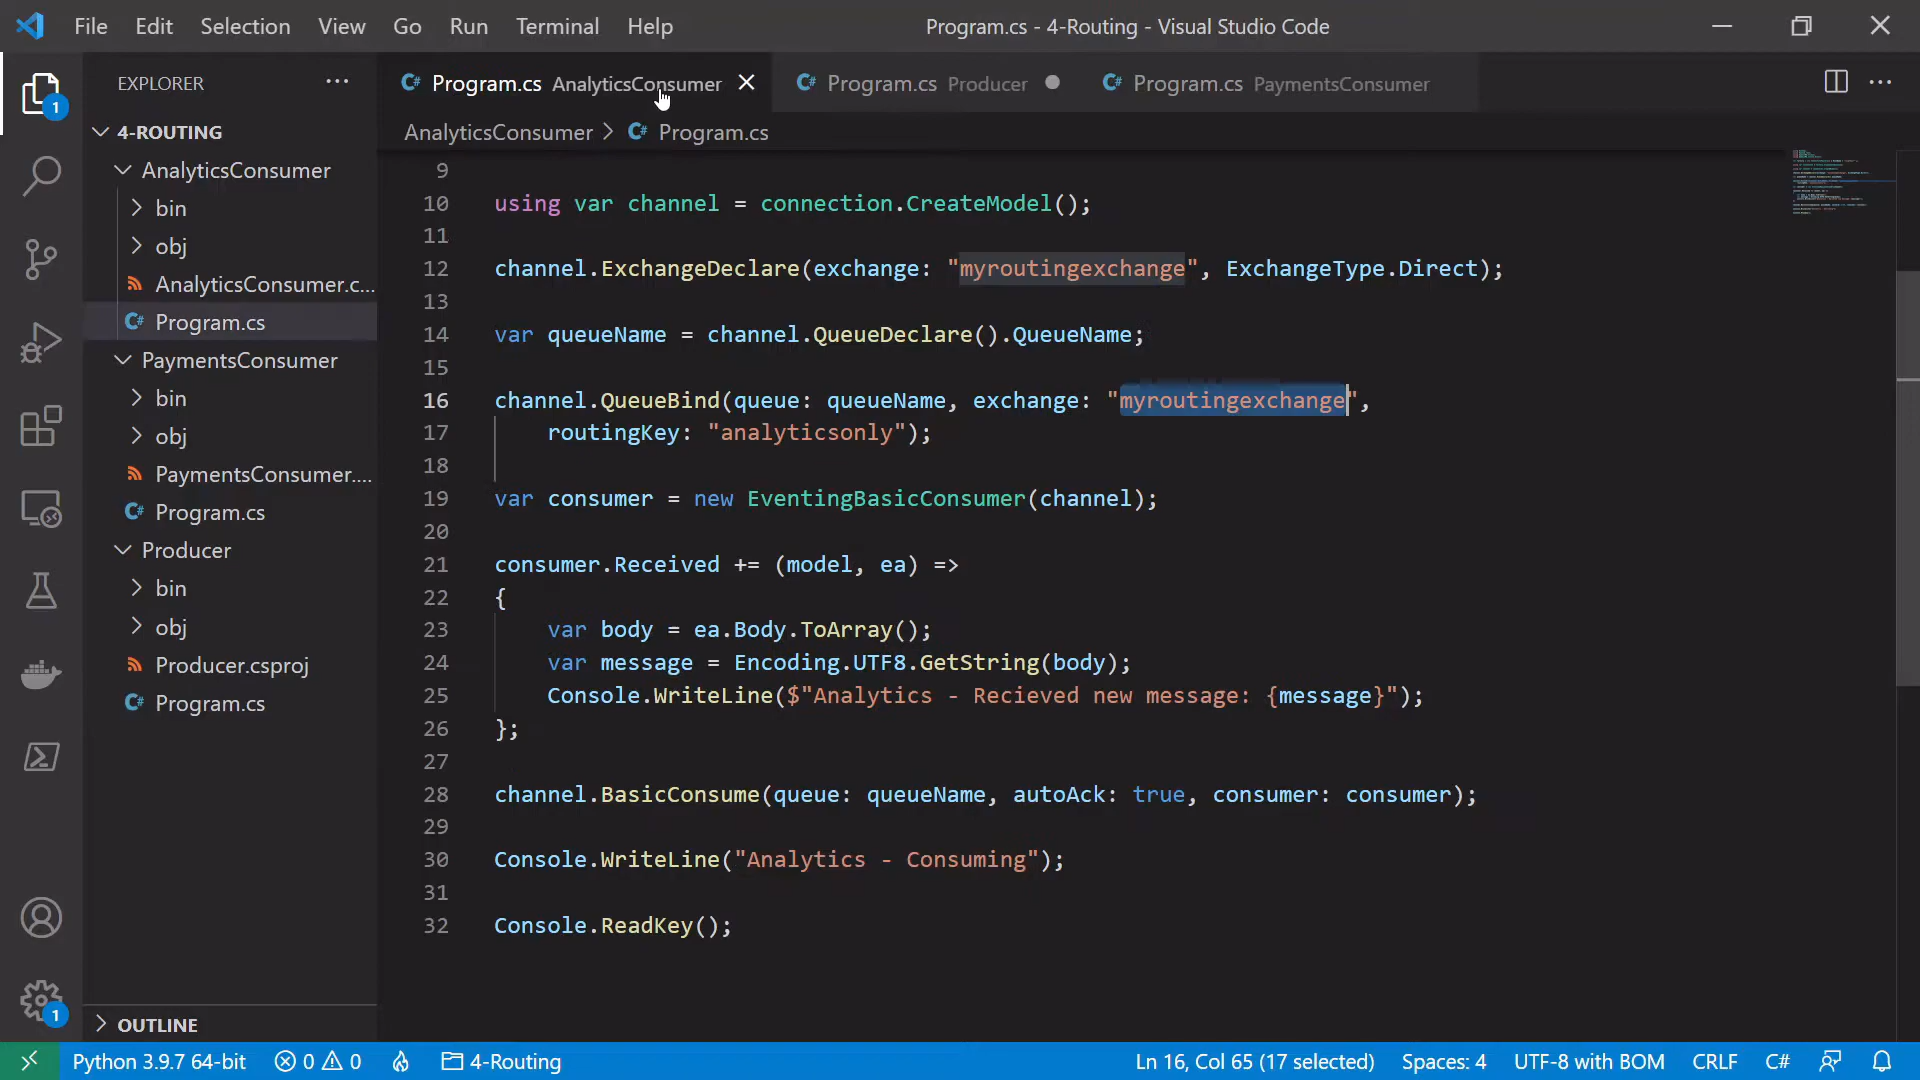 File Edit Selection View Go Run Terminal Help
Program.cs - 4-Routing - Visual Studio Code
EXPLORER
Program.cs AnalyticsConsumer
Program.cs Producer
Program.cs PaymentsConsumer
AnalyticsConsumer > Program.cs
4-ROUTING
AnalyticsConsumer
bin
obj
AnalyticsConsumer.c...
Program.cs
PaymentsConsumer
bin
obj
PaymentsConsumer....
Program.cs
Producer
bin
obj
Producer.csproj
Program.cs
OUTLINE
1
1
9
10 using var channel = connection.CreateModel();
11
12 channel.ExchangeDeclare(exchange: "myroutingexchange", ExchangeType.Direct);
13
14 var queueName = channel.QueueDeclare().QueueName;
15
16 channel.QueueBind(queue: queueName, exchange: "myroutingexchange",
17 routingKey: "analyticsonly");
18
19 var consumer = new EventingBasicConsumer(channel);
20
21 consumer.Received += (model, ea) =>
22 {
23 var body = ea.Body.ToArray();
24 var message = Encoding.UTF8.GetString(body);
25 Console.WriteLine($"Analytics - Recieved new message: {message}");
26 };
27
28 channel.BasicConsume(queue: queueName, autoAck: true, consumer: consumer);
29
30 Console.WriteLine("Analytics - Consuming");
31
32 Console.ReadKey();
Python 3.9.7 64-bit 0 0 4-Routing Ln 16, Col 65 (17 selected) Spaces: 4 UTF-8 with BOM CRLF C#